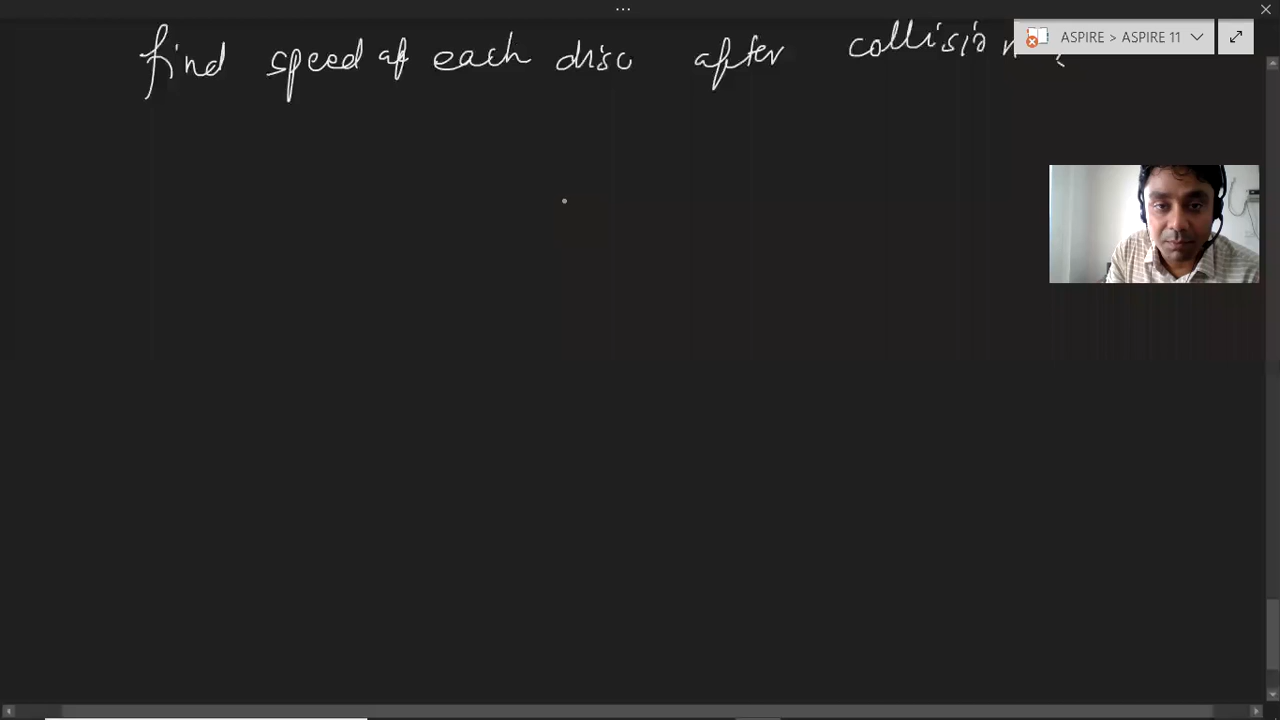 find speed of each disc after collision
ASPIRE > ASPIRE 11